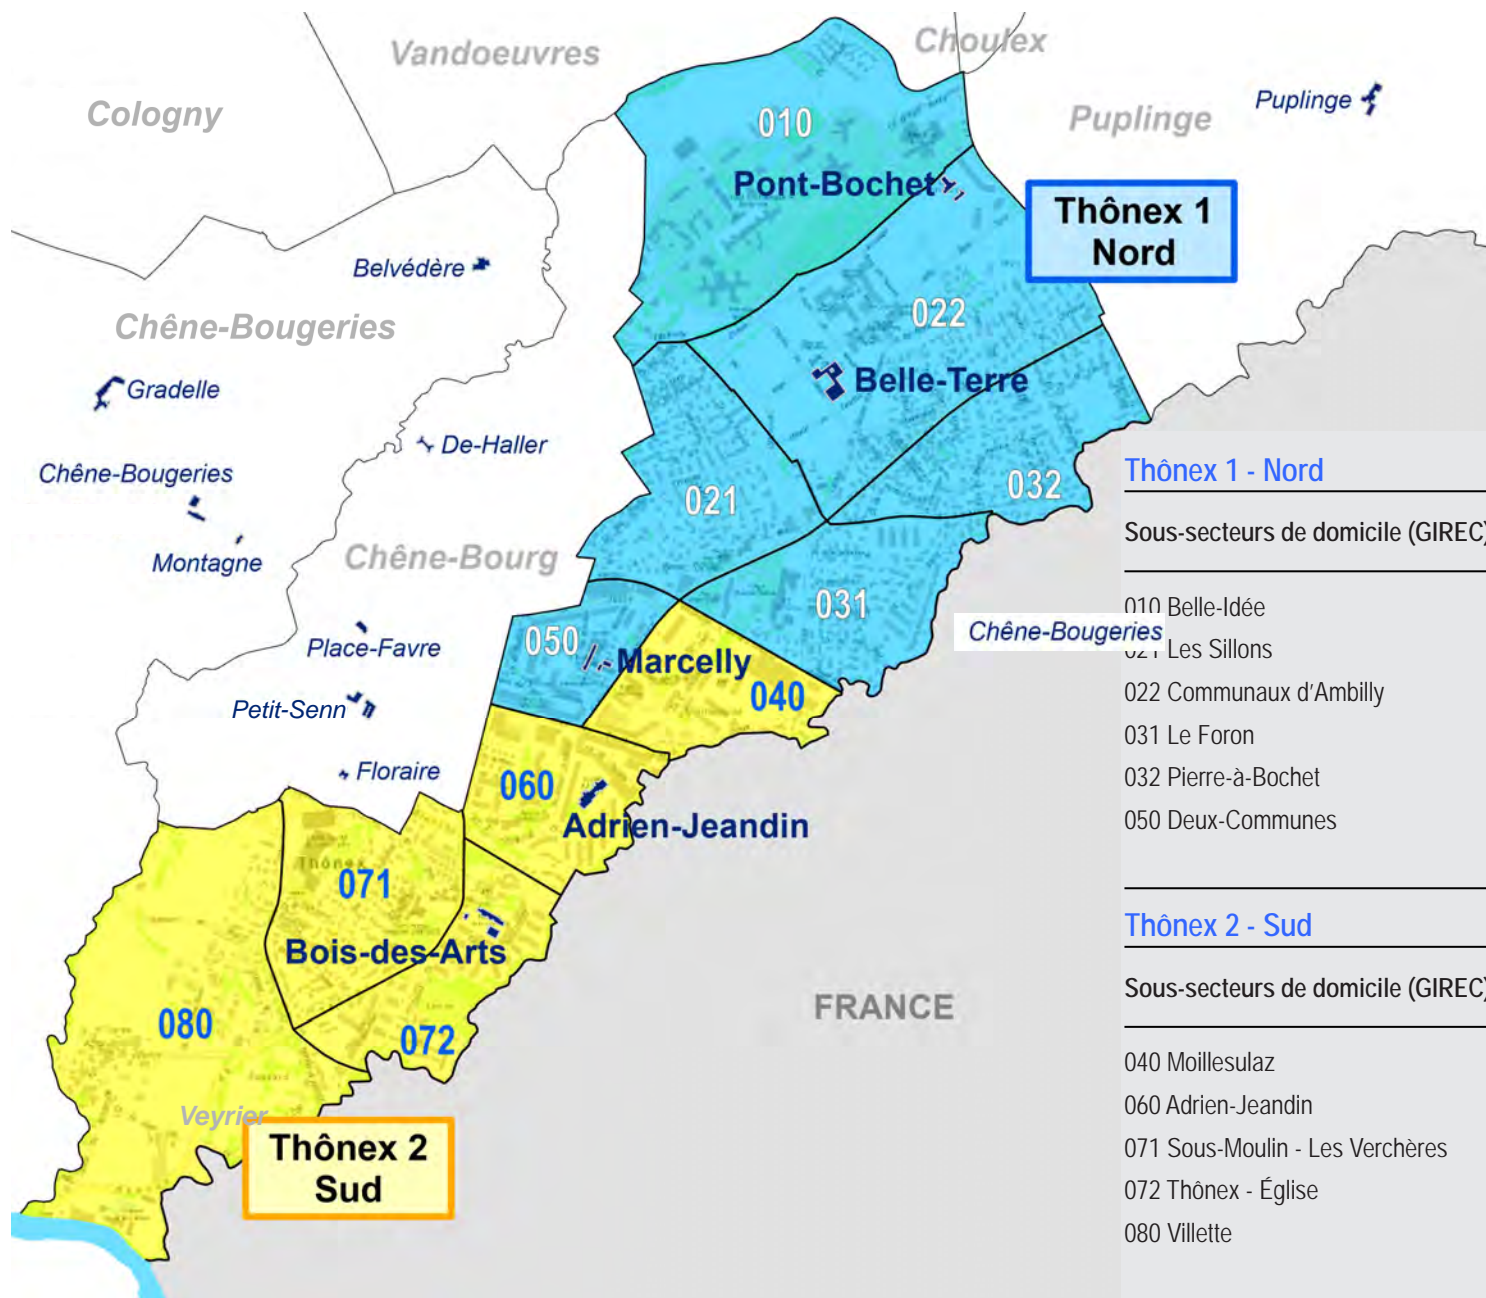 Vandoeuvres
Choulex
Cologny
Puplinge
Puplinge
010
Pont-Bochet
Thônex 1
Nord
Belvédère
Chêne-Bougeries
022
Gradelle
Belle-Terre
De-Haller
Chêne-Bougeries
021
032
Montagne
Chêne-Bourg
031
Chêne-Bougeries
050
Place-Favre
Marcelly
040
Petit-Senn
Floraire
060
Adrien-Jeandin
Thônex
071
Bois-des-Arts
FRANCE
080
072
Veyrier
Thônex 2
Sud
Thônex 1 - Nord
Sous-secteurs de domicile (GIREC)
010 Belle-Idée
021 Les Sillons
022 Communaux d'Ambilly
031 Le Foron
032 Pierre-à-Bochet
050 Deux-Communes
Thônex 2 - Sud
Sous-secteurs de domicile (GIREC)
040 Moillesulaz
060 Adrien-Jeandin
071 Sous-Moulin - Les Verchères
072 Thônex - Église
080 Villette